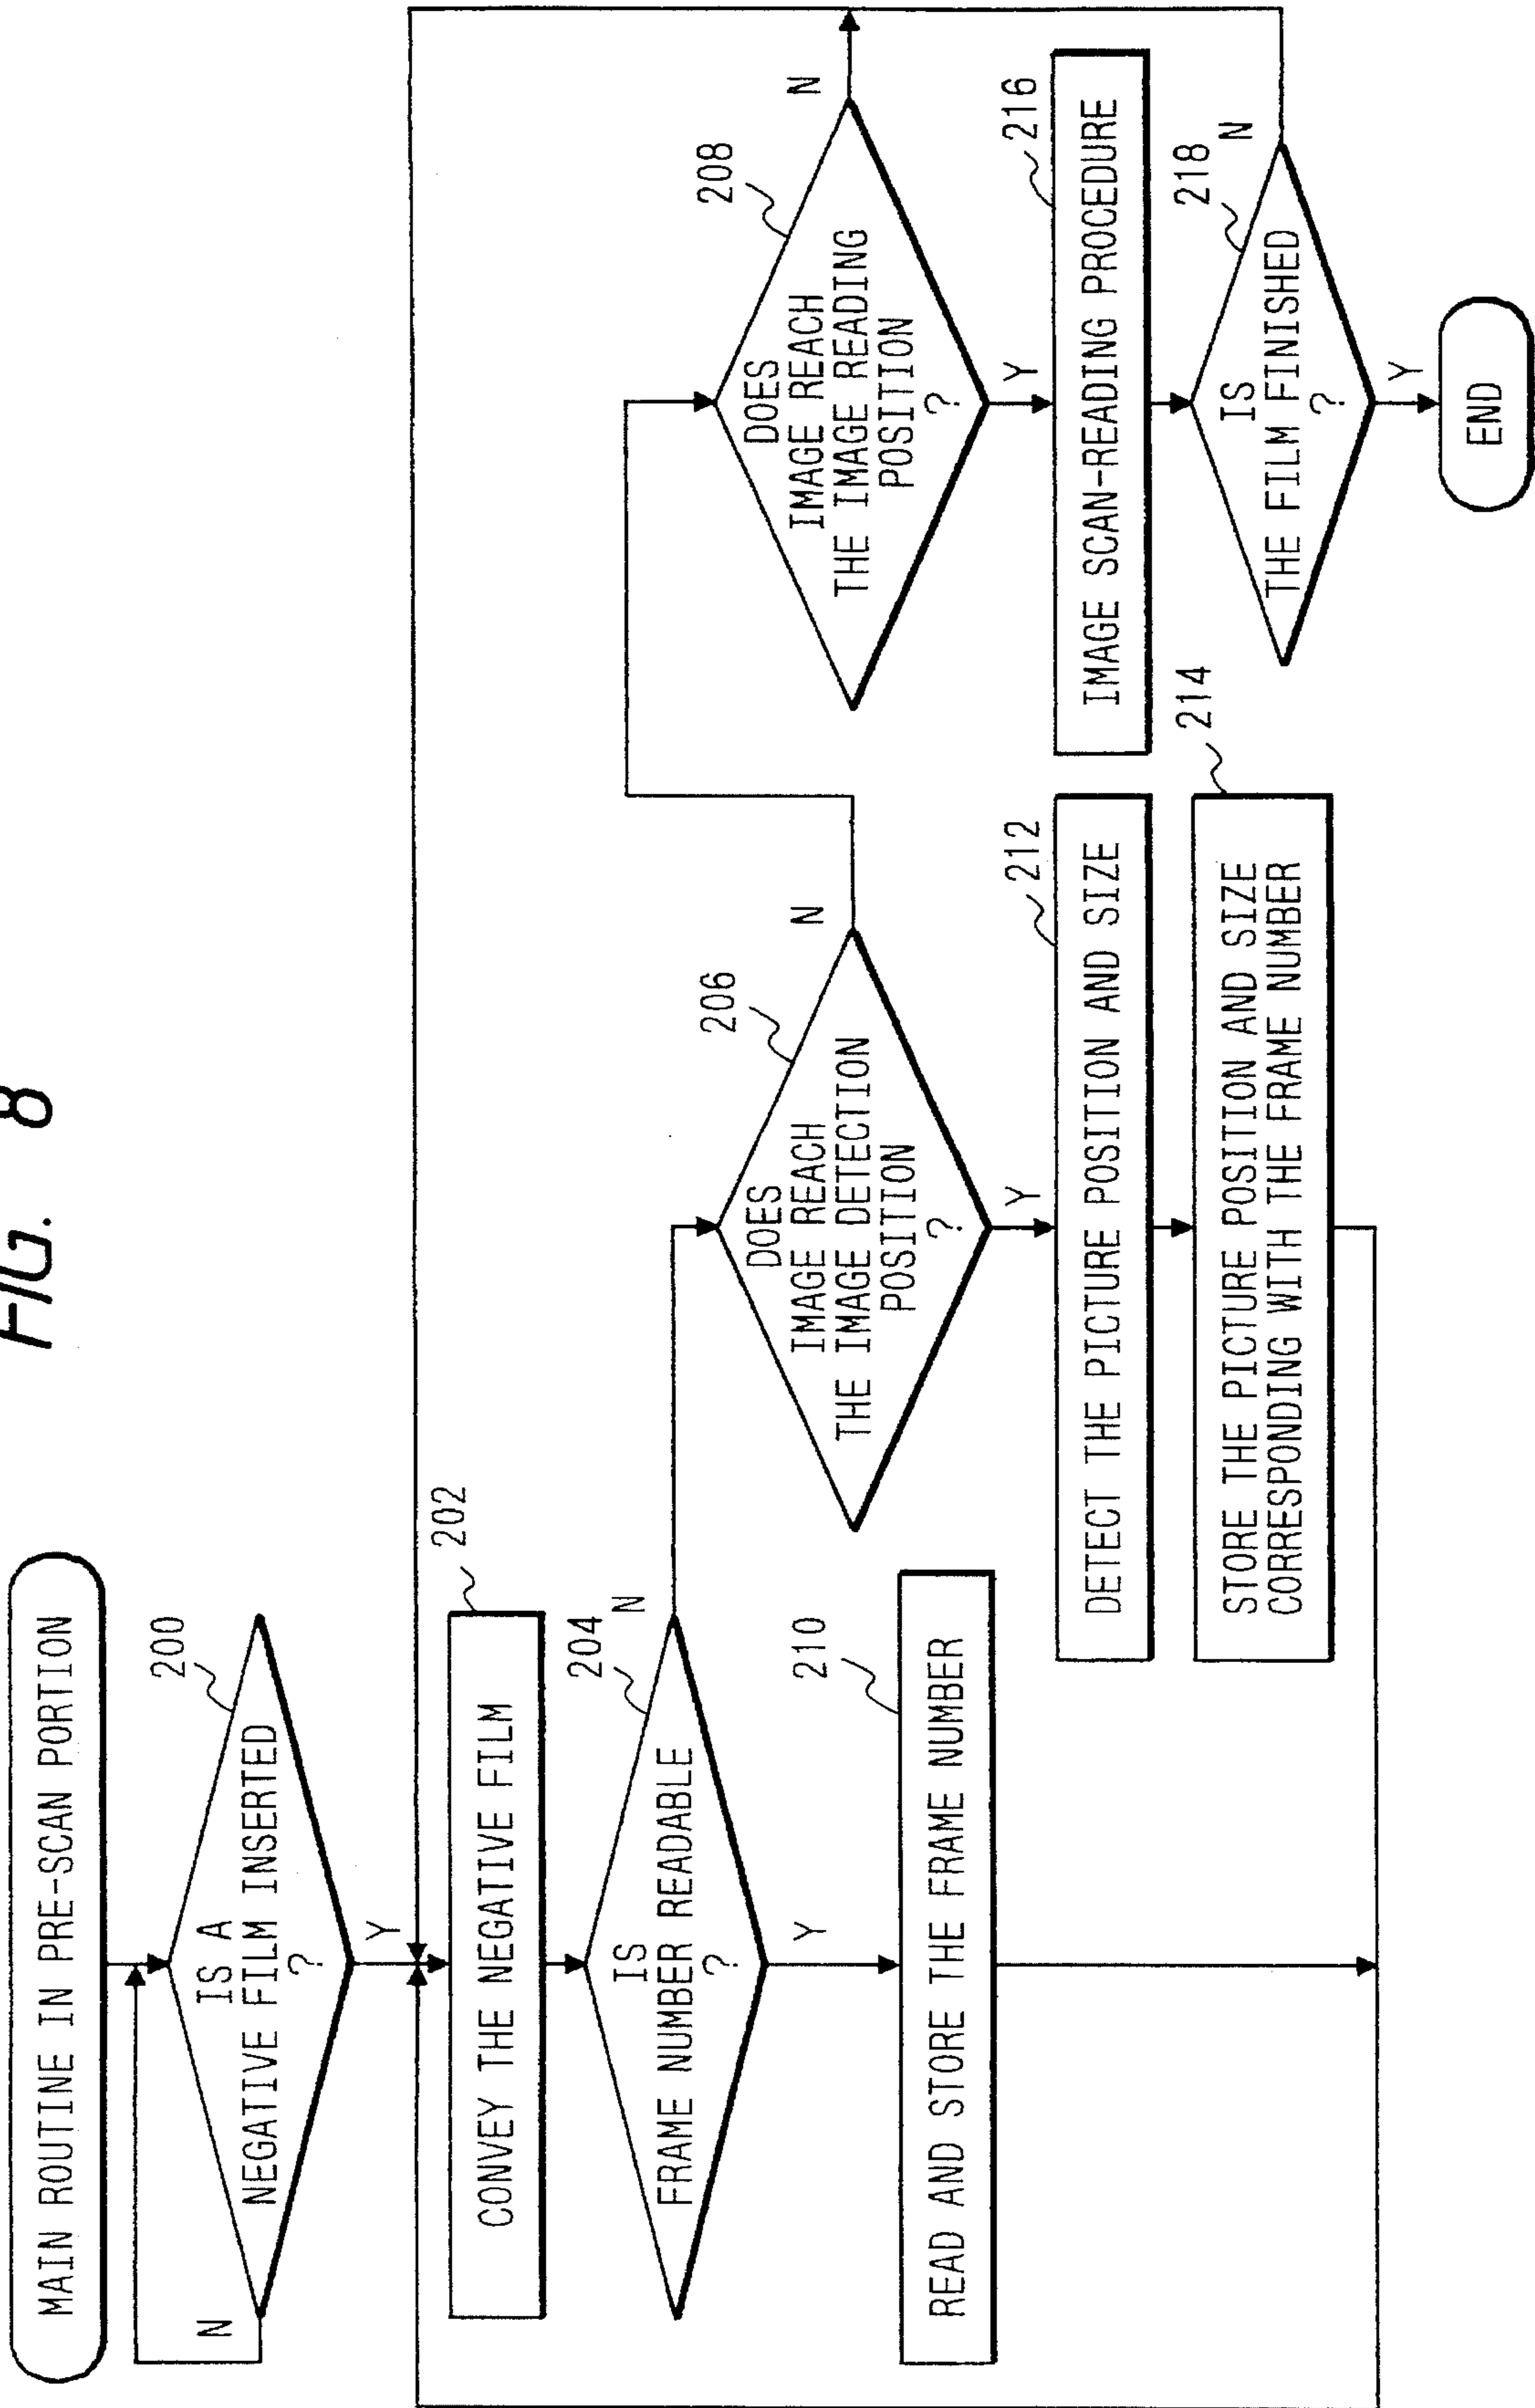 FIG. 8
MAIN ROUTINE IN PRE-SCAN PORTION
200
IS A
NEGATIVE FILM INSERTED
?
N
Y
202
CONVEY THE NEGATIVE FILM
204
IS
FRAME NUMBER READABLE
?
N
Y
210
READ AND STORE THE FRAME NUMBER
206
DOES
IMAGE REACH
THE IMAGE DETECTION
POSITION
?
N
Y
212
DETECT THE PICTURE POSITION AND SIZE
214
STORE THE PICTURE POSITION AND SIZE
CORRESPONDING WITH THE FRAME NUMBER
208
DOES
IMAGE REACH
THE IMAGE READING
POSITION
?
N
Y
216
IMAGE SCAN-READING PROCEDURE
218
IS
THE FILM FINISHED
?
N
Y
END